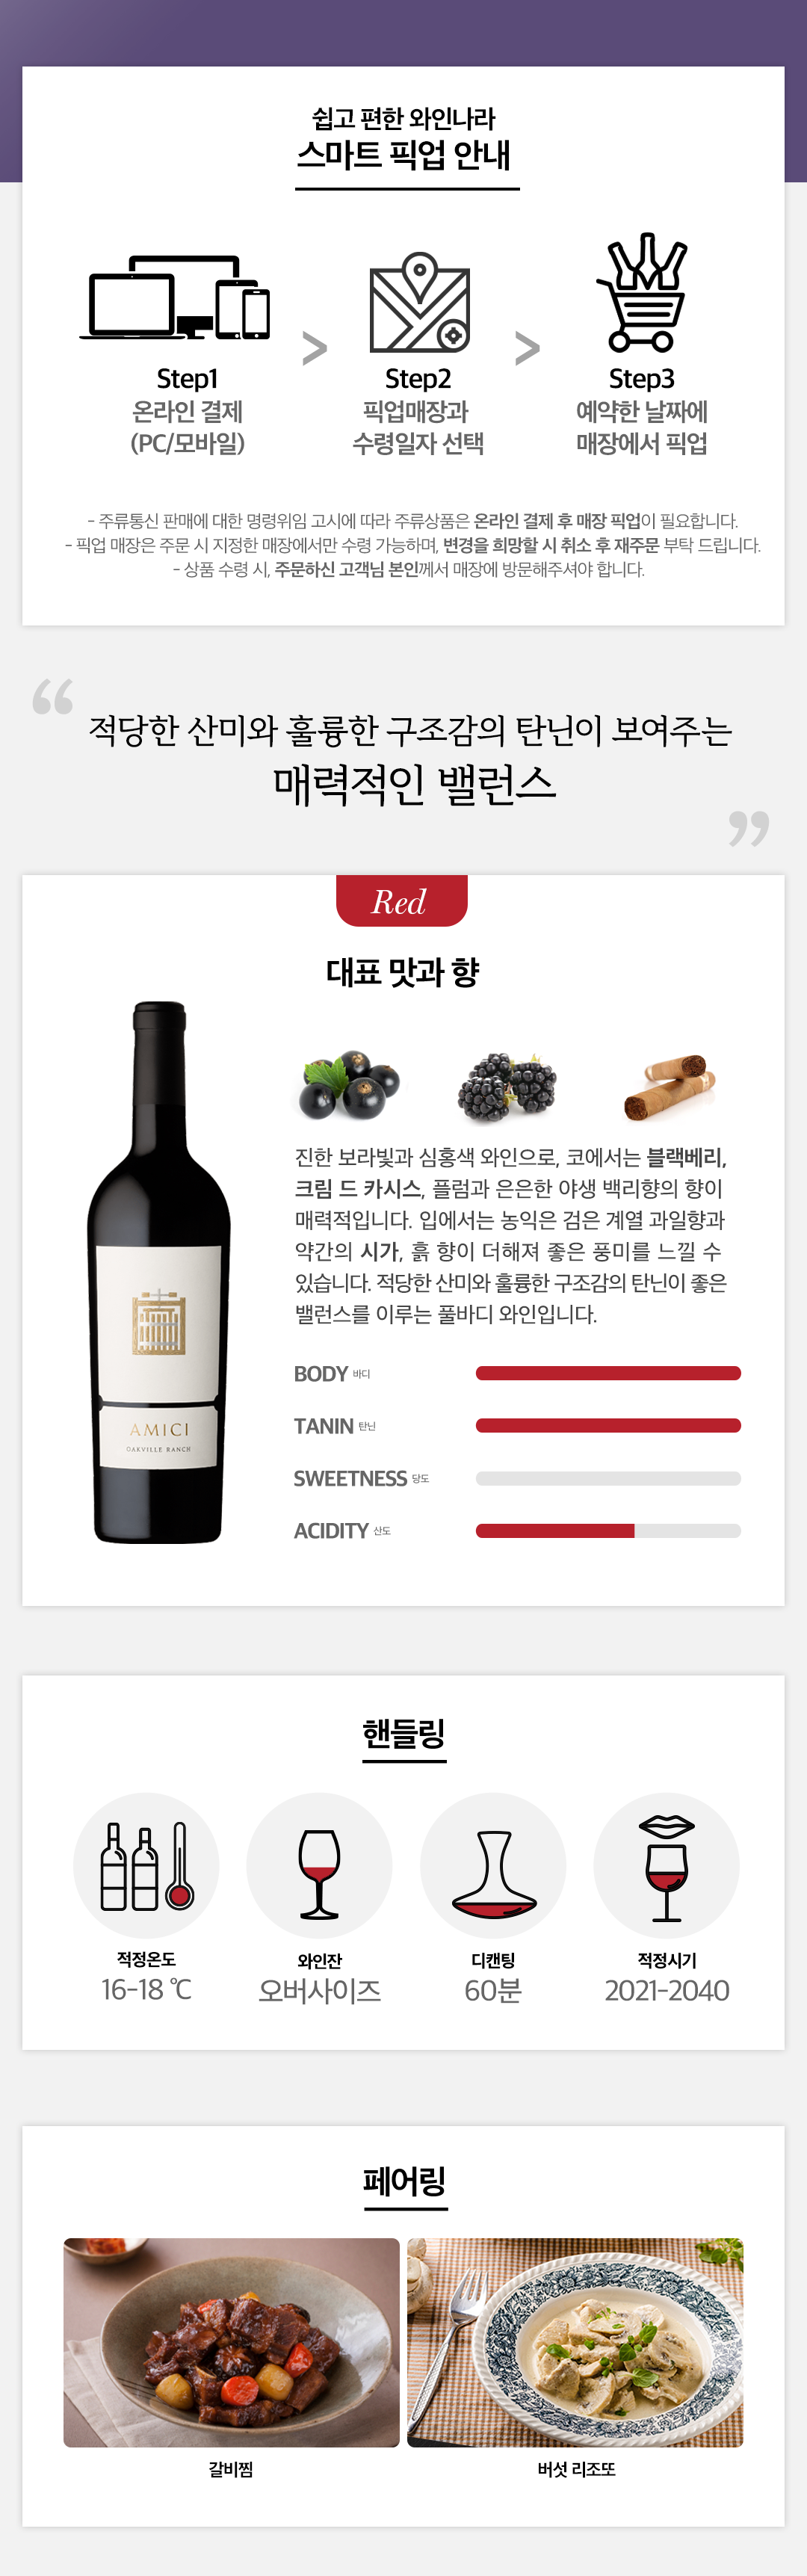 쉽고 편한 와인나라
스마트 픽업 안내
Step1
온라인 결제
(PC/모바일)
>
Step2
픽업매장과
수령일자 선택
>
Step3
예약한 날짜에
매장에서 픽업
- 주류통신 판매에 대한 명령위임 고시에 따라 주류상품은 온라인 결제 후 매장 픽업이 필요합니다.
- 픽업 매장은 주문 시 지정한 매장에서만 수령 가능하며, 변경을 희망할 시 취소 후 재주문 부탁 드립니다.
- 상품 수령 시, 주문하신 고객님 본인께서 매장에 방문해주셔야 합니다.
“ 적당한 산미와 훌륭한 구조감의 탄닌이 보여주는
매력적인 밸런스 ”
Red
대표 맛과 향
진한 보라빛과 심홍색 와인으로, 코에서는 블랙베리,
크림 드 카시스, 플럼과 은은한 야생 백리향의 향이
매력적입니다. 입에서는 농익은 검은 계열 과일향과
약간의 시가, 흙 향이 더해져 좋은 풍미를 느낄 수
있습니다. 적당한 산미와 훌륭한 구조감의 탄닌이 좋은
밸런스를 이루는 풀바디 와인입니다.
AMICI
OAKVILLE RANCH
BODY 바디
TANIN 탄닌
SWEETNESS 당도
ACIDITY 산도
핸들링
적정온도
16-18 ℃
와인잔
오버사이즈
디캔팅
60분
적정시기
2021-2040
페어링
갈비찜
버섯 리조또